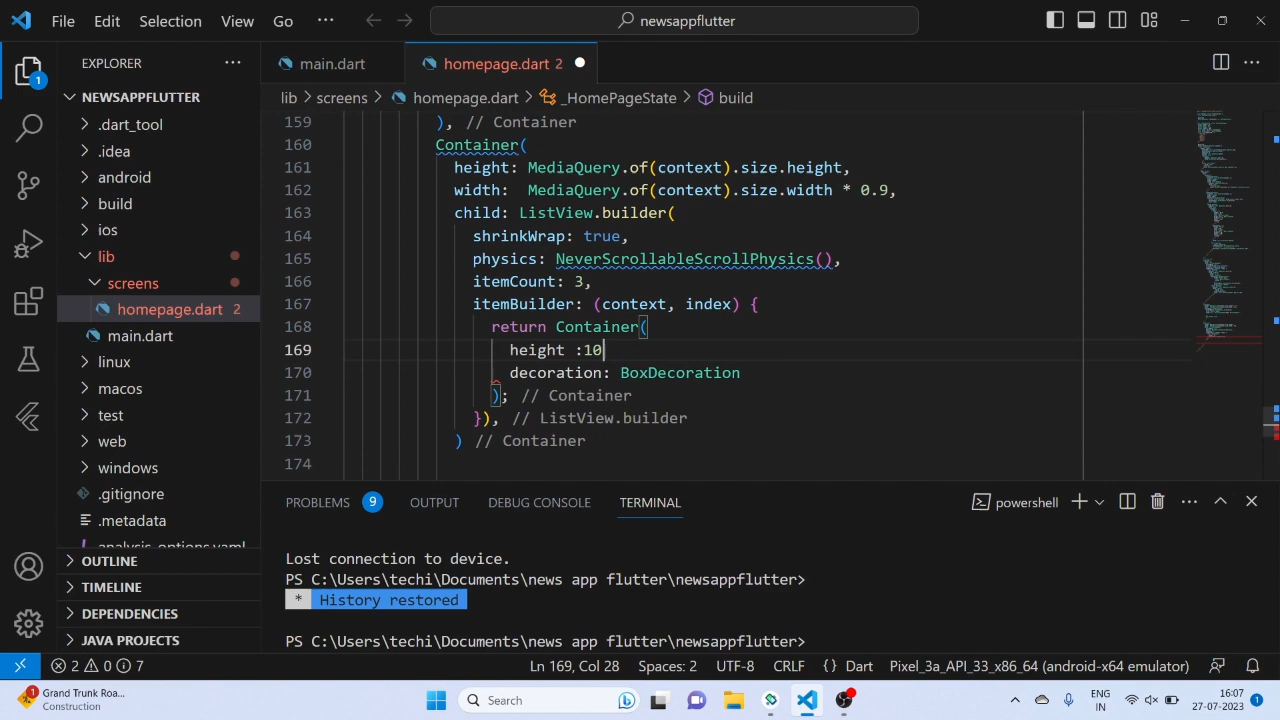 File Edit Selection View Go ··· newsappflutter
EXPLORER ···
main.dart homepage.dart 2 ···
NEWSAPPFLUTTER
lib > screens > homepage.dart > _HomePageState > build
.dart_tool
.idea
android
build
ios
lib
screens
homepage.dart 2
main.dart
linux
macos
test
web
windows
.gitignore
.metadata
analysis_options.yaml
OUTLINE
TIMELINE
DEPENDENCIES
JAVA PROJECTS
1
159 ), // Container
160 Container(
161 height: MediaQuery.of(context).size.height,
162 width:  MediaQuery.of(context).size.width * 0.9,
163 child: ListView.builder(
164 shrinkWrap: true,
165 physics: NeverScrollableScrollPhysics(),
166 itemCount: 3,
167 itemBuilder: (context, index) {
168 return Container(
169 height :10
170 decoration: BoxDecoration
171 ); // Container
172 }), // ListView.builder
173 ) // Container
174
PROBLEMS 9 OUTPUT DEBUG CONSOLE TERMINAL powershell ···
Lost connection to device.
PS C:\Users\techi\Documents\news app flutter\newsappflutter>
* History restored
PS C:\Users\techi\Documents\news app flutter\newsappflutter>
2 0 7 Ln 169, Col 28 Spaces: 2 UTF-8 CRLF {} Dart Pixel_3a_API_33_x86_64 (android-x64 emulator)
1 Grand Trunk Roa...
Construction
Search
ENG
IN
16:07
27-07-2023
1